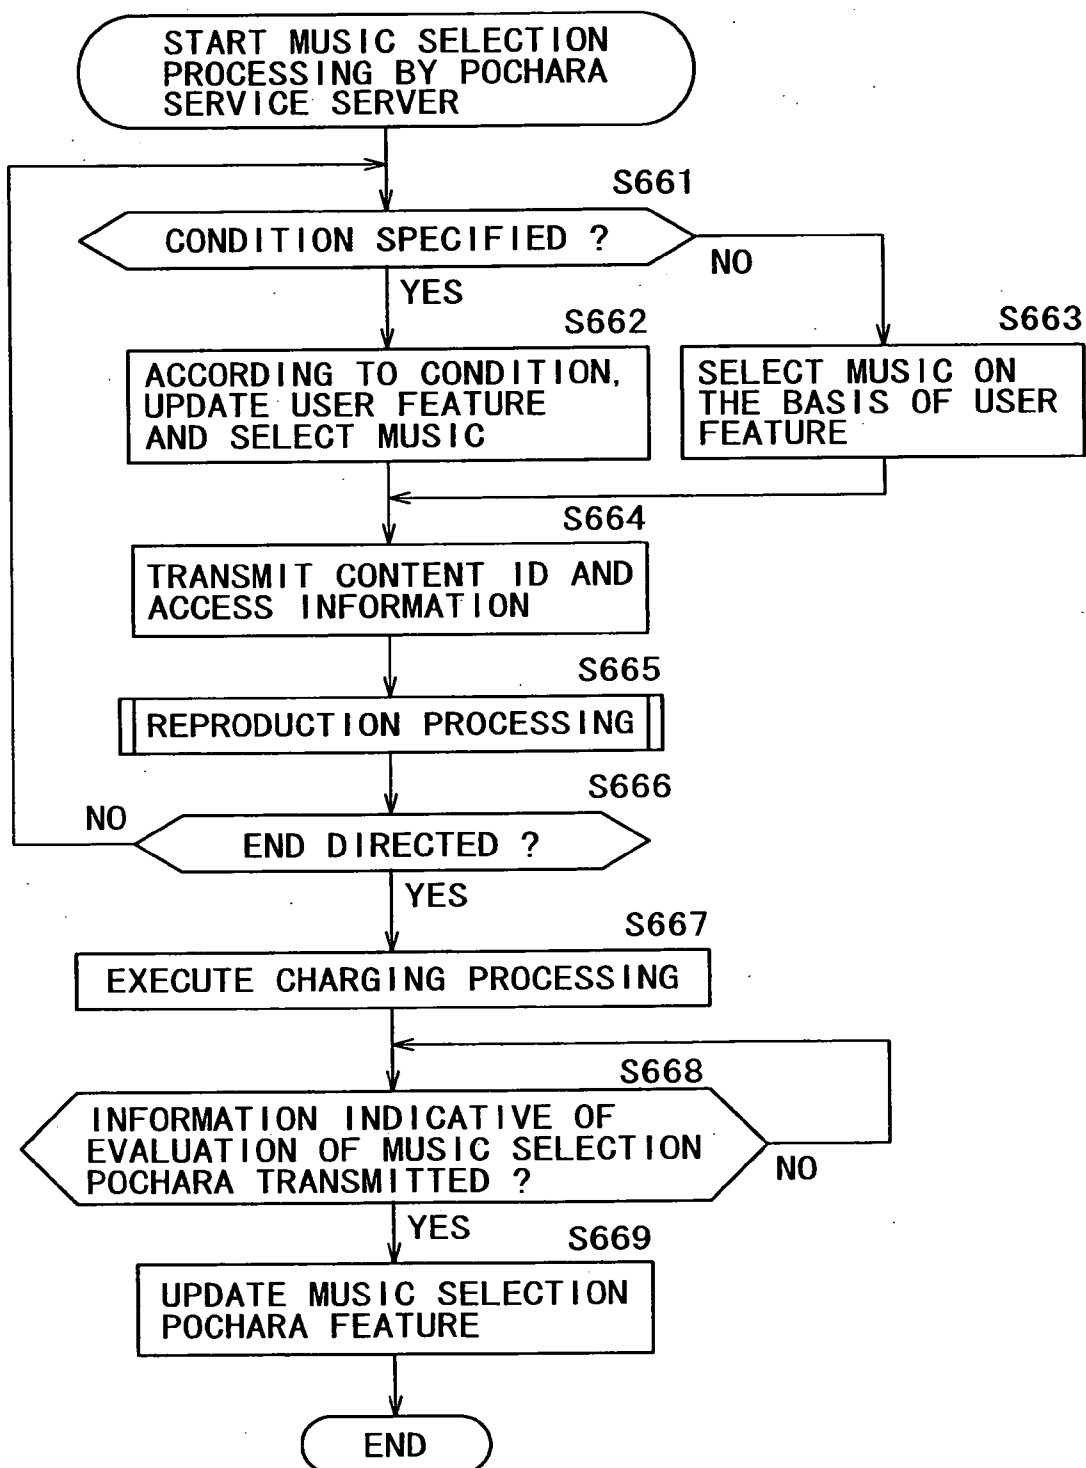 START MUSIC SELECTION
PROCESSING BY POCHARA
SERVICE SERVER
S661
CONDITION SPECIFIED ?
NO
YES
S662
S663
ACCORDING TO CONDITION,
UPDATE USER FEATURE
AND SELECT MUSIC
SELECT MUSIC ON
THE BASIS OF USER
FEATURE
S664
TRANSMIT CONTENT ID AND
ACCESS INFORMATION
S665
REPRODUCTION PROCESSING
S666
NO
END DIRECTED ?
YES
S667
EXECUTE CHARGING PROCESSING
S668
INFORMATION INDICATIVE OF
EVALUATION OF MUSIC SELECTION
POCHARA TRANSMITTED ?
NO
YES
S669
UPDATE MUSIC SELECTION
POCHARA FEATURE
END